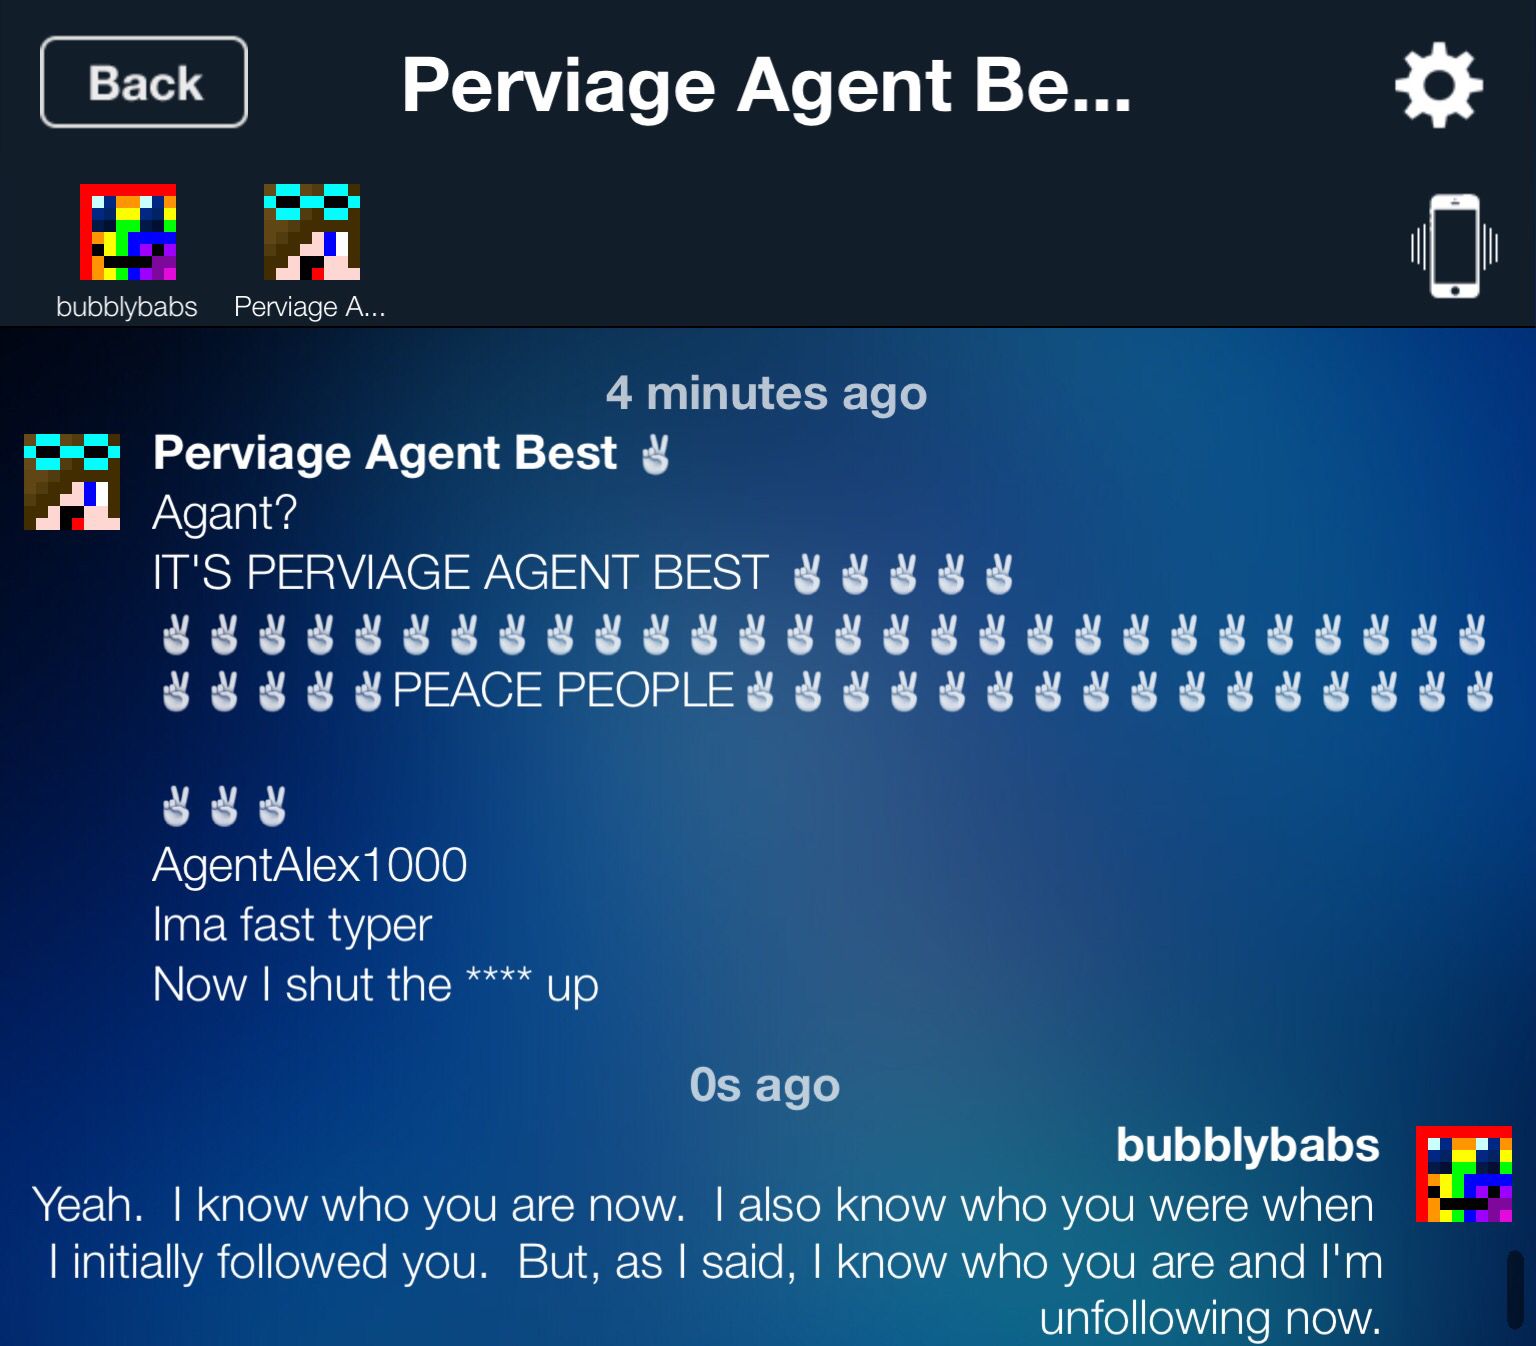 Back
Perviage Agent Be...
bubblybabs
Perviage A...
4 minutes ago
Perviage Agent Best ✌
Agant?
IT'S PERVIAGE AGENT BEST ✌✌✌✌✌
✌✌✌✌✌✌✌✌✌✌✌✌✌✌✌✌✌✌✌✌✌✌✌✌✌✌✌✌
✌✌✌✌✌PEACE PEOPLE✌✌✌✌✌✌✌✌✌✌✌✌✌✌✌✌
✌✌✌
AgentAlex1000
Ima fast typer
Now I shut the **** up
0s ago
bubblybabs
Yeah.  I know who you are now.  I also know who you were when
I initially followed you.  But, as I said, I know who you are and I'm
unfollowing now.